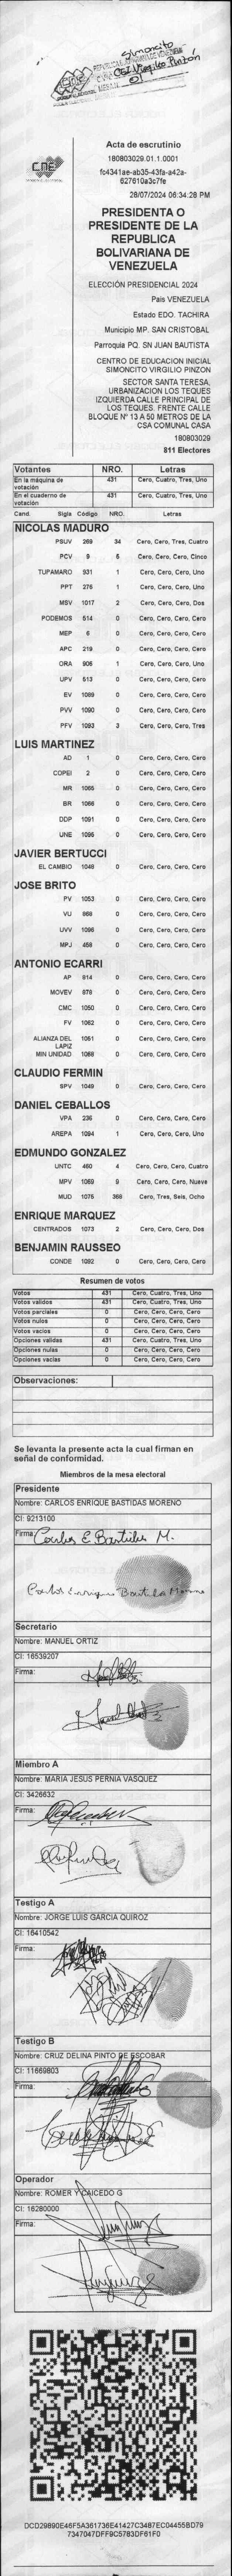 Simoncito
Virgilio Pinzon
CNE
Acta de escrutinio
180803029.01.1.0001
fc4341ae-ab35-43fa-a42a-
627610a3c7fe
28/07/2024 06:34:28 PM
PRESIDENTA O
PRESIDENTE DE LA
REPUBLICA
BOLIVARIANA DE
VENEZUELA
ELECCIÓN PRESIDENCIAL 2024
Pais VENEZUELA
Estado EDO. TACHIRA
Municipio MP. SAN CRISTOBAL
Parroquia PQ. SN JUAN BAUTISTA
CENTRO DE EDUCACION INICIAL
SIMONCITO VIRGILIO PINZON
SECTOR SANTA TERESA,
URBANIZACION LOS TEQUES
IZQUIERDA CALLE PRINCIPAL DE
LOS TEQUES. FRENTE CALLE
BLOQUE Nº 13 A 50 METROS DE LA
CSA COMUNAL CASA
180803029
811 Electores
Votantes NRO. Letras
En la máquina de votación 431 Cero, Cuatro, Tres, Uno
En el cuaderno de votación 431 Cero, Cuatro, Tres, Uno
Cand. Sigla Código NRO. Letras
NICOLAS MADURO
PSUV 269 34 Cero, Cero, Tres, Cuatro
PCV 9 5 Cero, Cero, Cero, Cinco
TUPAMARO 931 1 Cero, Cero, Cero, Uno
PPT 276 1 Cero, Cero, Cero, Uno
MSV 1017 2 Cero, Cero, Cero, Dos
PODEMOS 514 0 Cero, Cero, Cero, Cero
MEP 6 0 Cero, Cero, Cero, Cero
APC 219 0 Cero, Cero, Cero, Cero
ORA 906 1 Cero, Cero, Cero, Uno
UPV 513 0 Cero, Cero, Cero, Cero
EV 1089 0 Cero, Cero, Cero, Cero
PVV 1090 0 Cero, Cero, Cero, Cero
PFV 1093 3 Cero, Cero, Cero, Tres
LUIS MARTINEZ
AD 1 0 Cero, Cero, Cero, Cero
COPEI 2 0 Cero, Cero, Cero, Cero
MR 1065 0 Cero, Cero, Cero, Cero
BR 1066 0 Cero, Cero, Cero, Cero
DDP 1091 0 Cero, Cero, Cero, Cero
UNE 1095 0 Cero, Cero, Cero, Cero
JAVIER BERTUCCI
EL CAMBIO 1046 0 Cero, Cero, Cero, Cero
JOSE BRITO
PV 1053 0 Cero, Cero, Cero, Cero
VU 868 0 Cero, Cero, Cero, Cero
UVV 1096 0 Cero, Cero, Cero, Cero
MPJ 458 0 Cero, Cero, Cero, Cero
ANTONIO ECARRI
AP 814 0 Cero, Cero, Cero, Cero
MOVEV 979 0 Cero, Cero, Cero, Cero
CMC 1050 0 Cero, Cero, Cero, Cero
FV 1062 0 Cero, Cero, Cero, Cero
ALIANZA DEL LAPIZ 1051 0 Cero, Cero, Cero, Cero
MIN UNIDAD 1088 0 Cero, Cero, Cero, Cero
CLAUDIO FERMIN
SPV 1049 0 Cero, Cero, Cero, Cero
DANIEL CEBALLOS
VPA 236 0 Cero, Cero, Cero, Cero
AREPA 1094 1 Cero, Cero, Cero, Uno
EDMUNDO GONZALEZ
UNTC 460 4 Cero, Cero, Cero, Cuatro
MPV 1069 9 Cero, Cero, Cero, Nueve
MUD 1075 368 Cero, Tres, Seis, Ocho
ENRIQUE MARQUEZ
CENTRADOS 1073 2 Cero, Cero, Cero, Dos
BENJAMIN RAUSSEO
CONDE 1092 0 Cero, Cero, Cero, Cero
Resumen de votos
Votos 431 Cero, Cuatro, Tres, Uno
Votos validos 431 Cero, Cuatro, Tres, Uno
Votos parciales 0 Cero, Cero, Cero, Cero
Votos nulos 0 Cero, Cero, Cero, Cero
Votos vacios 0 Cero, Cero, Cero, Cero
Opciones validas 431 Cero, Cuatro, Tres, Uno
Opciones nulas 0 Cero, Cero, Cero, Cero
Opciones vacias 0 Cero, Cero, Cero, Cero
Observaciones:
Se levanta la presente acta la cual firman en
señal de conformidad.
Miembros de la mesa electoral
Presidente
Nombre: CARLOS ENRIQUE BASTIDAS MORENO
CI: 9213100
Firma: Carlos E Bastidas M.
Carlos Enrique Bastidas Moreno
Secretario
Nombre: MANUEL ORTIZ
CI: 16539207
Firma:
Miembro A
Nombre: MARIA JESUS PERNIA VASQUEZ
CI: 3426632
Firma:
Testigo A
Nombre: JORGE LUIS GARCIA QUIROZ
CI: 16410542
Firma:
Testigo B
Nombre: CRUZ DELINA PINTO DE ESCOBAR
CI: 11669803
Firma:
Operador
Nombre: ROMER Y CAICEDO G
CI: 16280000
Firma:
DCD29890E46F5A361736E41427C3487EC04455BD79
7347047DFF9C5783DF61F0